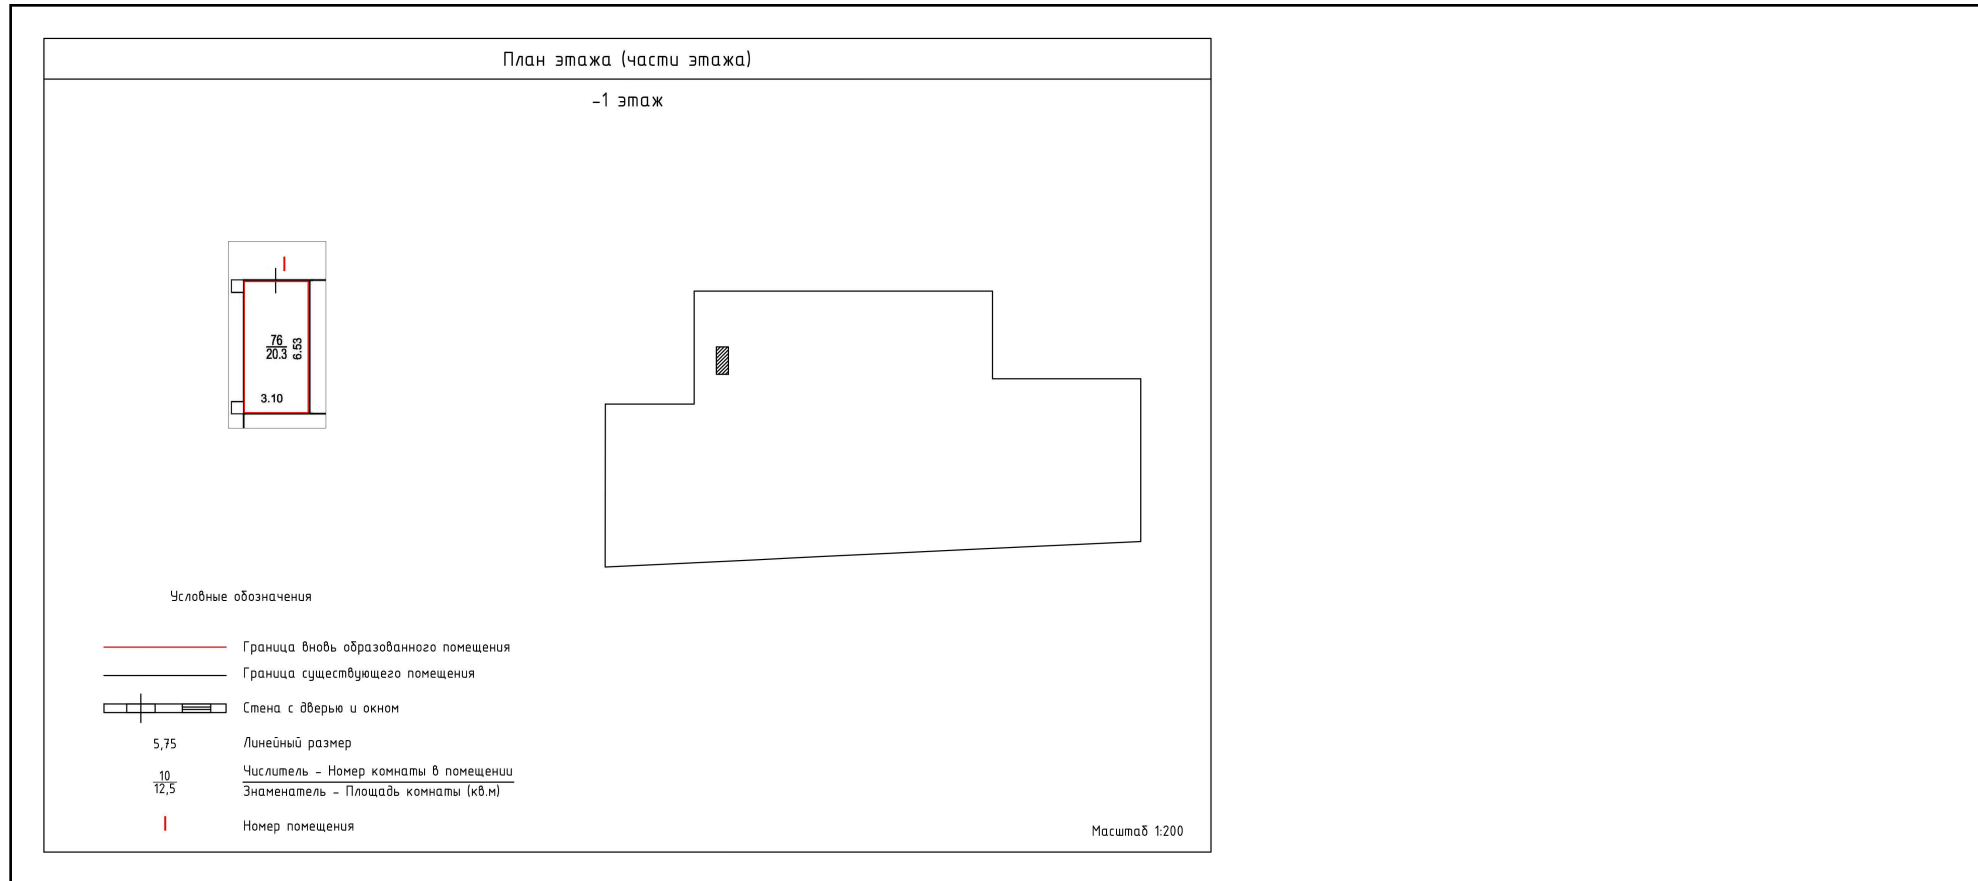 План этажа (части этажа)
-1 этаж
I
76
20.3
6.53
3.10
Условные обозначения
Граница вновь образованного помещения
Граница существующего помещения
Стена с дверью и окном
5,75 Линейный размер
10
12,5
Числитель - Номер комнаты в помещении
Знаменатель - Площадь комнаты (кв.м)
I Номер помещения
Масштаб 1:200